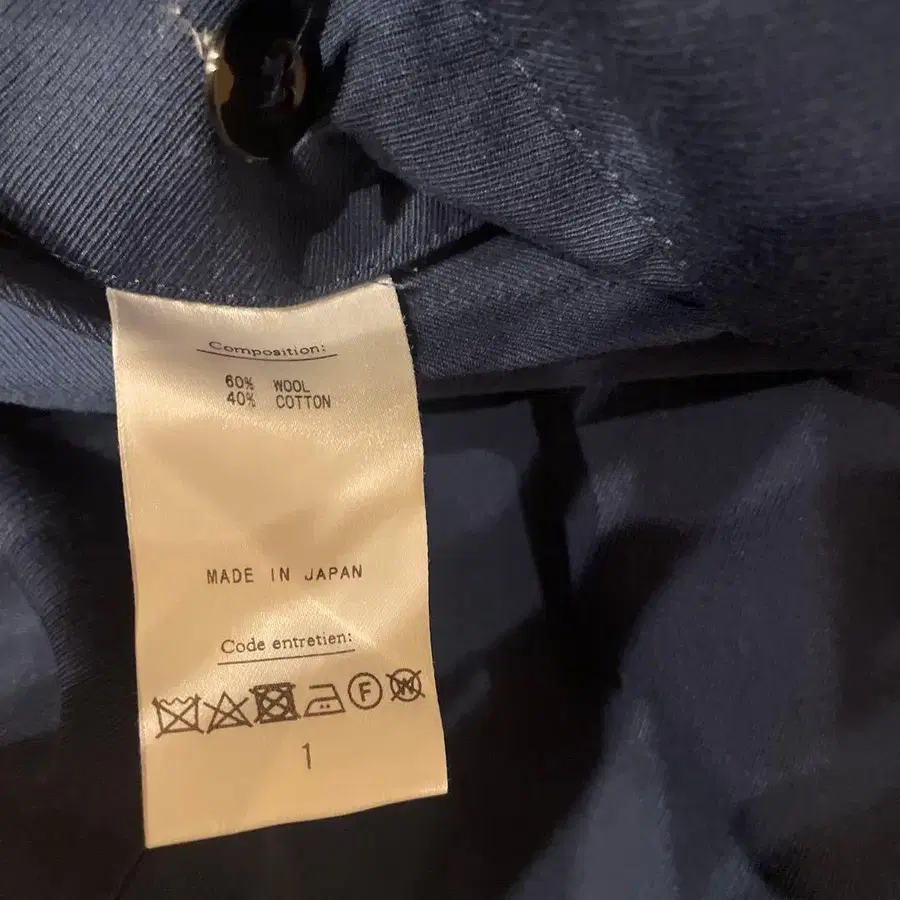 Composition:
60% WOOL
40% COTTON
MADE IN JAPAN
Code entretien:
F W
1